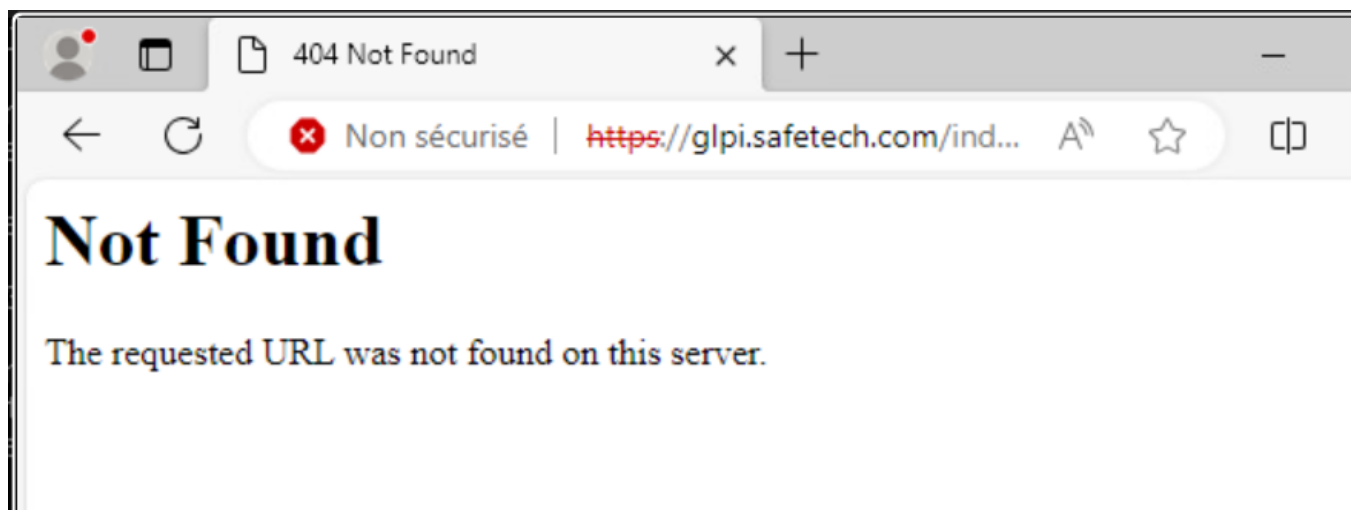 404 Not Found
Non sécurisé | https://glpi.safetech.com/ind...
Not Found
The requested URL was not found on this server.